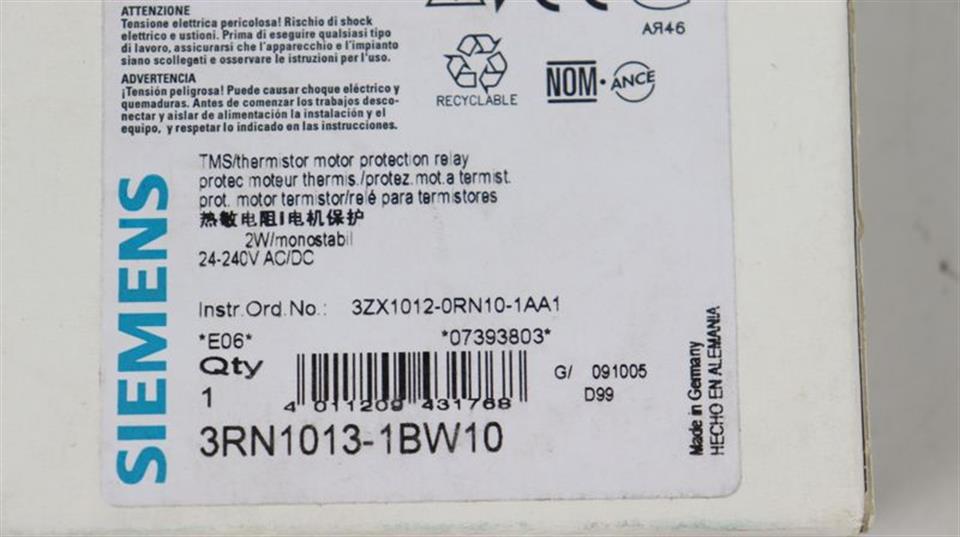 ATTENZIONE
Tensione elettrica pericolosa! Rischio di shock
elettrico e ustioni. Prima di eseguire qualsiasi tipo
di lavoro, assicurarsi che l'apparecchio e l'impianto
siano scollegati e osservare le istruzioni per l'uso.
ADVERTENCIA
¡Tensión peligrosa! Puede causar choque eléctrico y
quemaduras. Antes de comenzar los trabajos desco-
nectar y aislar de alimentación la instalación y el
equipo, y respetar lo indicado en las instrucciones.
AЯ46
RECYCLABLE
NOM·ANCE
SIEMENS
TMS/thermistor motor protection relay
protec moteur thermis./protez.mot.a termist.
prot. motor termistor/relé para termistores
热敏电阻I电机保护
2W/monostabil
24-240V AC/DC
Instr.Ord.No.: 3ZX1012-0RN10-1AA1
*E06* *07393803*
Qty
1
4 011209 431768
G/ 091005
D99
3RN1013-1BW10
Made in Germany
HECHO EN ALEMANIA